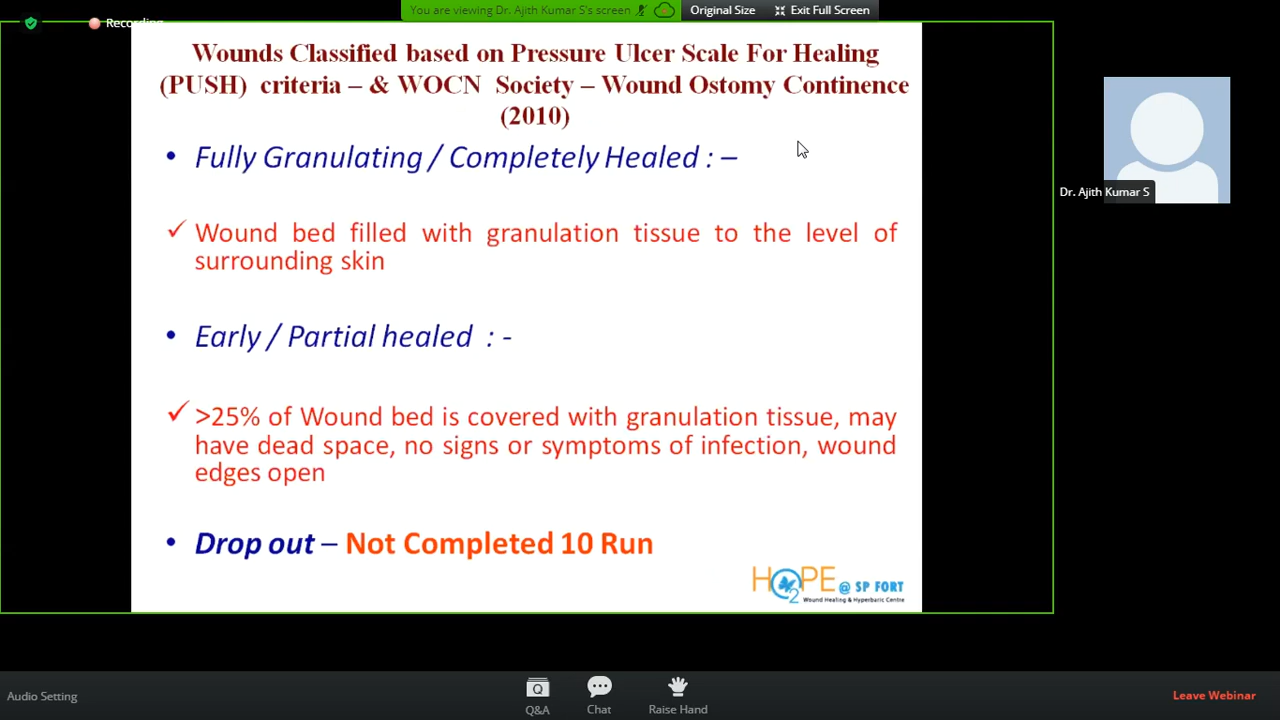 You are viewing Dr. Ajith Kumar S's screen
Original Size
Exit Full Screen
Recording
Wounds Classified based on Pressure Ulcer Scale For Healing
(PUSH) criteria – & WOCN Society – Wound Ostomy Continence
(2010)
• Fully Granulating / Completely Healed : –
✓ Wound bed filled with granulation tissue to the level of
surrounding skin
• Early / Partial healed : -
✓ >25% of Wound bed is covered with granulation tissue, may
have dead space, no signs or symptoms of infection, wound
edges open
• Drop out – Not Completed 10 Run
HO2PE @ SP FORT
Wound Healing & Hyperbaric Centre
Dr. Ajith Kumar S
Audio Setting
Q&A
Chat
Raise Hand
Leave Webinar